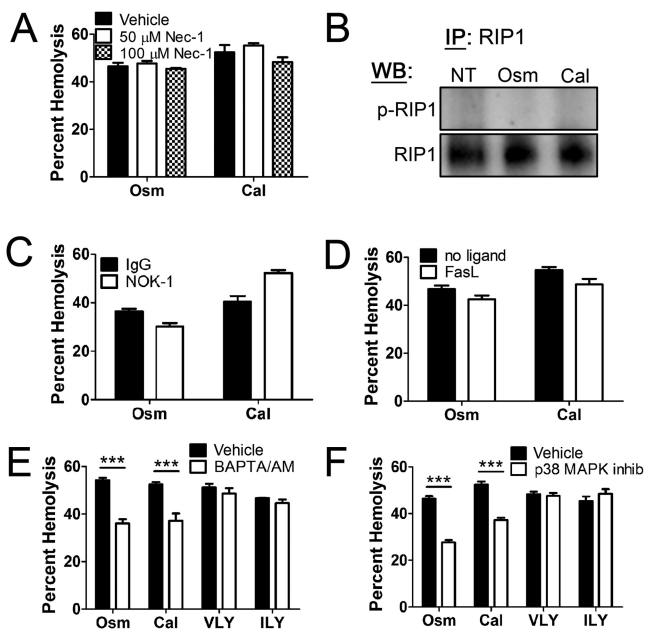 A
Percent Hemolysis
60
40
20
0
Vehicle
50 µM Nec-1
100 µM Nec-1
Osm Cal
B
IP: RIP1
WB: NT Osm Cal
p-RIP1
RIP1
C
Percent Hemolysis
60
40
20
0
IgG
NOK-1
Osm Cal
D
Percent Hemolysis
60
40
20
0
no ligand
FasL
Osm Cal
E
Percent Hemolysis
60
40
20
0
Vehicle
BAPTA/AM
*** ***
Osm Cal VLY ILY
F
Percent Hemolysis
60
40
20
0
Vehicle
p38 MAPK inhib
*** ***
Osm Cal VLY ILY